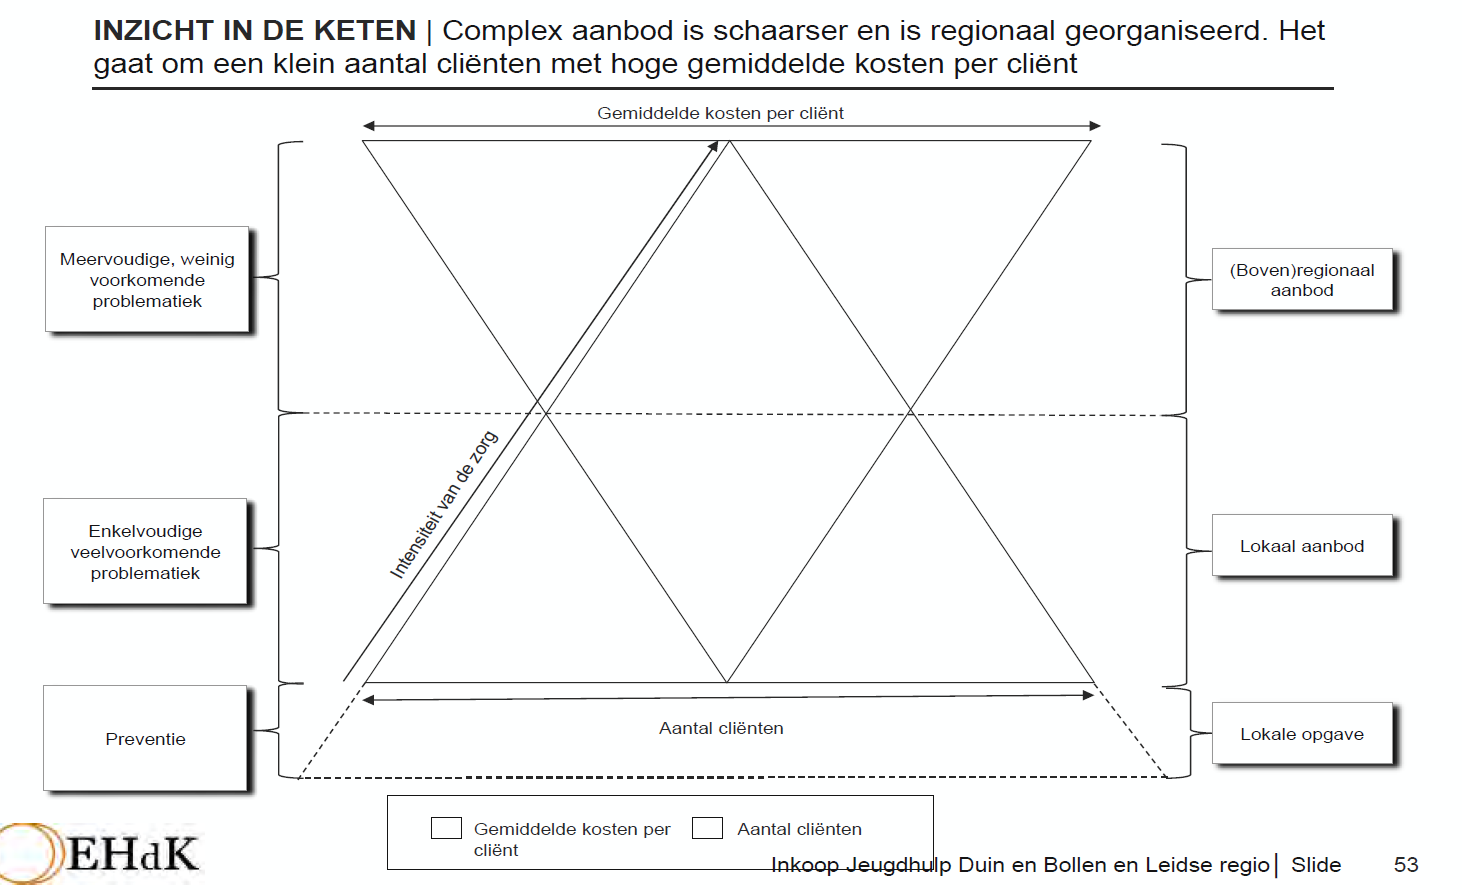 INZICHT IN DE KETEN | Complex aanbod is schaarser en is regionaal georganiseerd. Het
gaat om een klein aantal cliënten met hoge gemiddelde kosten per cliënt
Gemiddelde kosten per cliënt
Meervoudige, weinig
voorkomende
problematiek
(Boven)regionaal
aanbod
Intensiteit van de zorg
Enkelvoudige
veelvoorkomende
problematiek
Lokaal aanbod
Preventie
Aantal cliënten
Lokale opgave
Gemiddelde kosten per
cliënt
Aantal cliënten
EHdK
Inkoop Jeugdhulp Duin en Bollen en Leidse regio| Slide 53